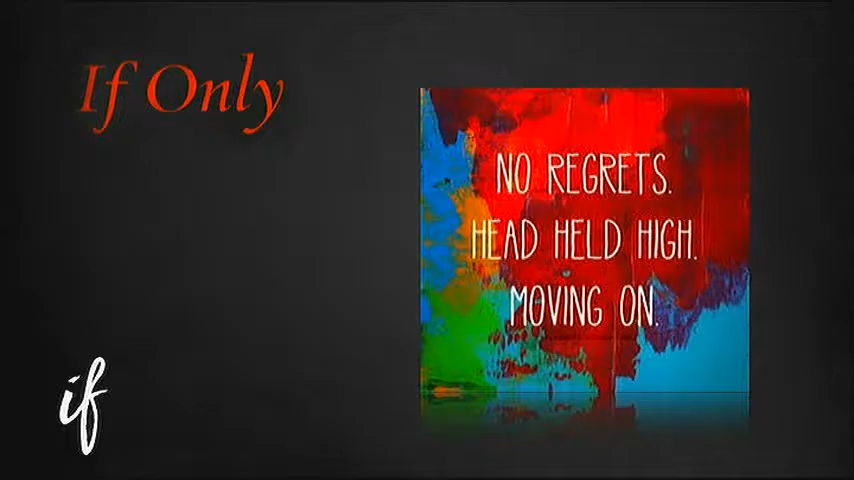 If Only
NO REGRETS.
HEAD HELD HIGH.
MOVING ON.
if